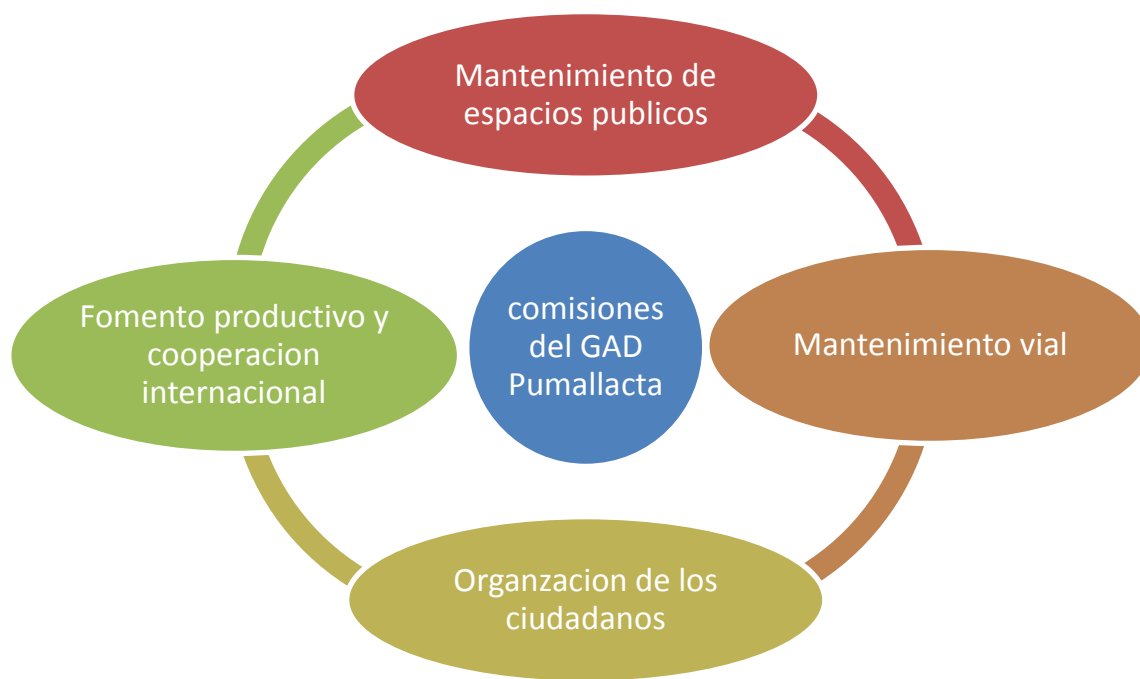 Mantenimiento de
espacios publicos
Fomento productivo y
cooperacion
internacional
comisiones
del GAD
Pumallacta
Mantenimiento vial
Organzacion de los
ciudadanos